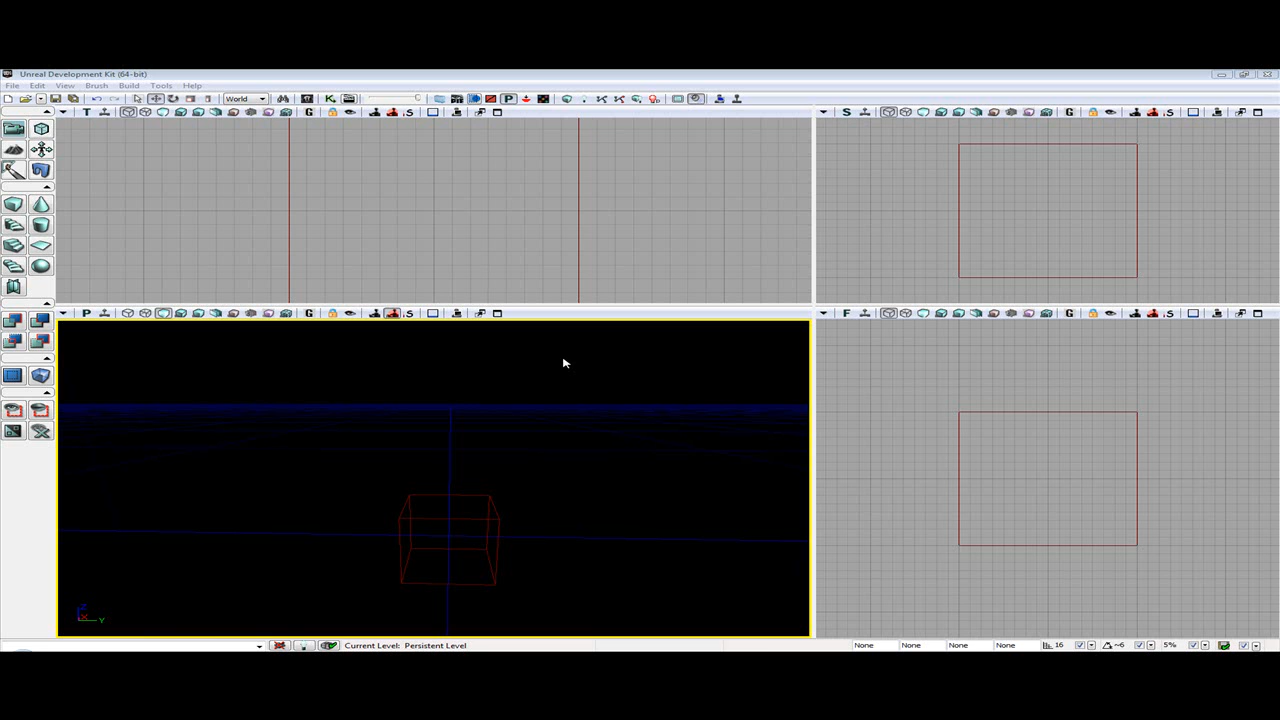 Unreal Development Kit (64-bit)
File Edit View Brush Build Tools Help
World
T G S
S G S
P G S
F G S
Z
X Y
Current Level: Persistent Level None None None None 16 ~6 5%